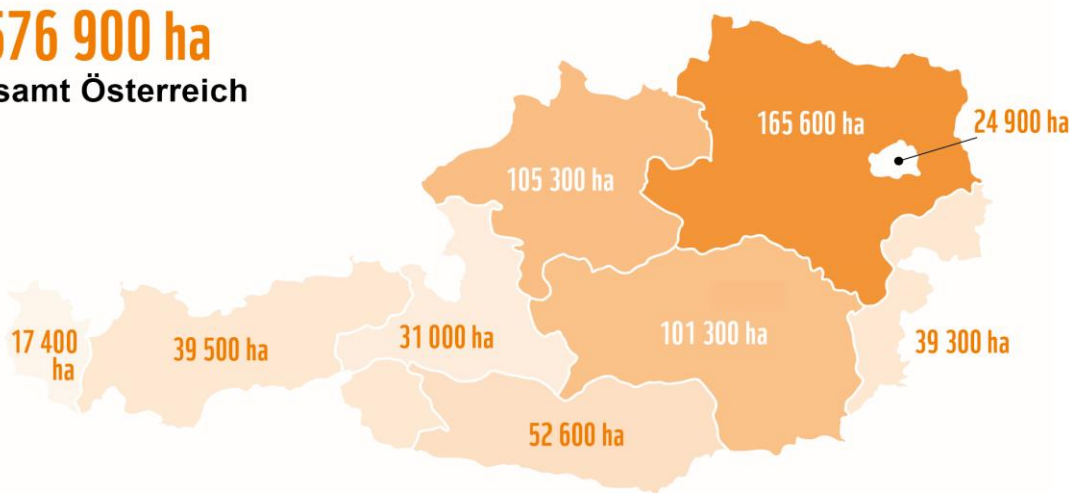 576 900 ha
samt Österreich
165 600 ha
24 900 ha
105 300 ha
17 400
ha
39 500 ha
31 000 ha
101 300 ha
39 300 ha
52 600 ha